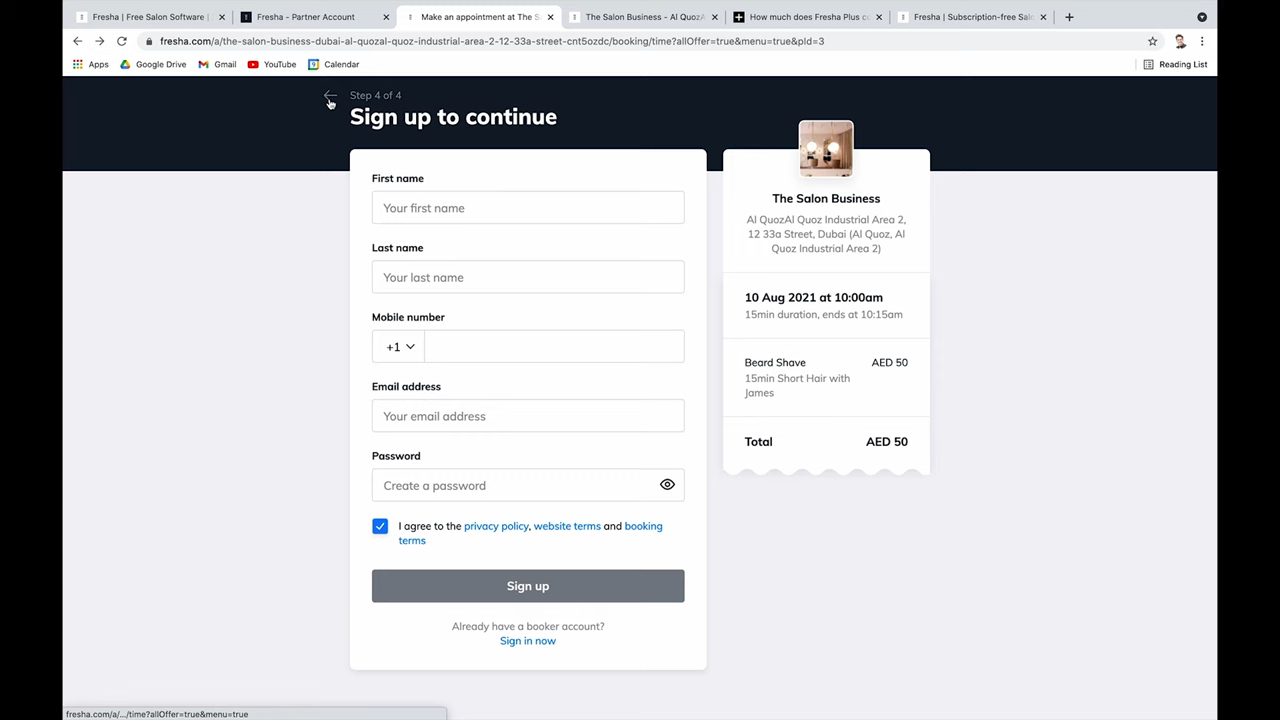 Fresha | Free Salon Software |
Fresha - Partner Account
Make an appointment at The S
The Salon Business - Al Quoz
How much does Fresha Plus co
Fresha | Subscription-free Salo
fresha.com/a/the-salon-business-dubai-al-quozal-quoz-industrial-area-2-12-33a-street-cnt5ozdc/booking/time?allOffer=true&menu=true&pId=3
Apps
Google Drive
Gmail
YouTube
Calendar
Reading List
Step 4 of 4
Sign up to continue
First name
Your first name
Last name
Your last name
Mobile number
+1
Email address
Your email address
Password
Create a password
I agree to the privacy policy, website terms and booking
terms
Sign up
Already have a booker account?
Sign in now
The Salon Business
Al QuozAl Quoz Industrial Area 2,
12 33a Street, Dubai (Al Quoz, Al
Quoz Industrial Area 2)
10 Aug 2021 at 10:00am
15min duration, ends at 10:15am
Beard Shave AED 50
15min Short Hair with
James
Total AED 50
fresha.com/a/.../time?allOffer=true&menu=true